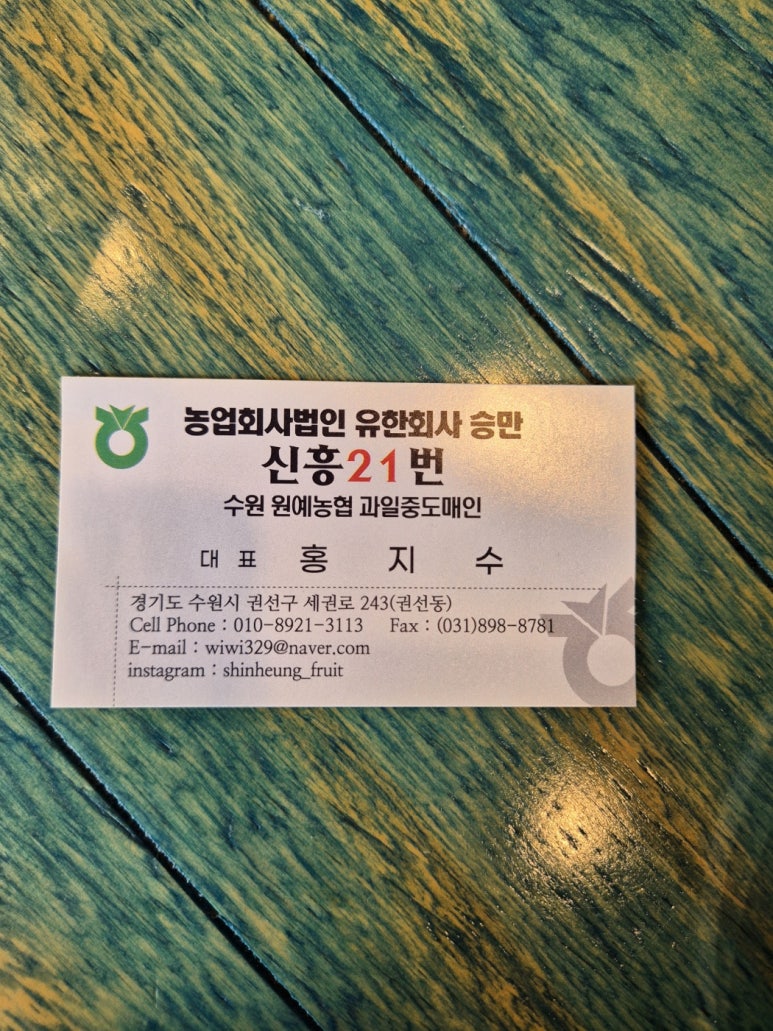 농업회사법인 유한회사 승만
신흥21번
수원 원예농협 과일중도매인
대 표 홍 지 수
경기도 수원시 권선구 세권로 243(권선동)
Cell Phone : 010-8921-3113 Fax : (031)898-8781
E-mail : wiwi329@naver.com
instagram : shinheung_fruit